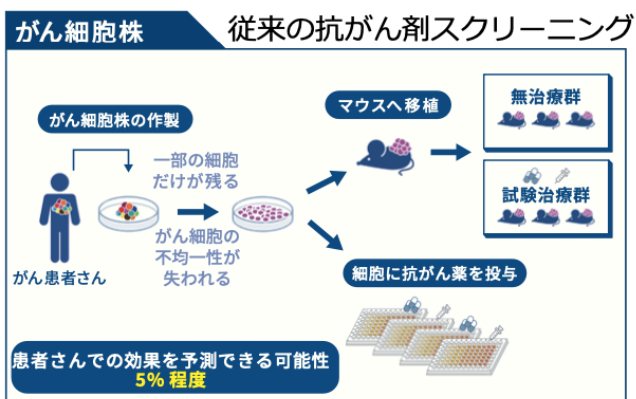 がん細胞株
従来の抗がん剤スクリーニング
がん細胞株の作製
一部の細胞
だけが残る
がん細胞の
不均一性が
失われる
がん患者さん
マウスへ移植
無治療群
試験治療群
細胞に抗がん薬を投与
患者さんでの効果を予測できる可能性
5% 程度